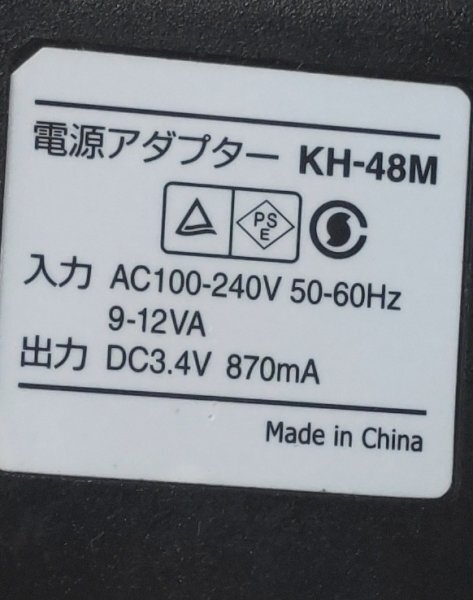 電源アダプター KH-48M
PS
E
入力 AC100-240V 50-60Hz
9-12VA
出力 DC3.4V 870mA
Made in China